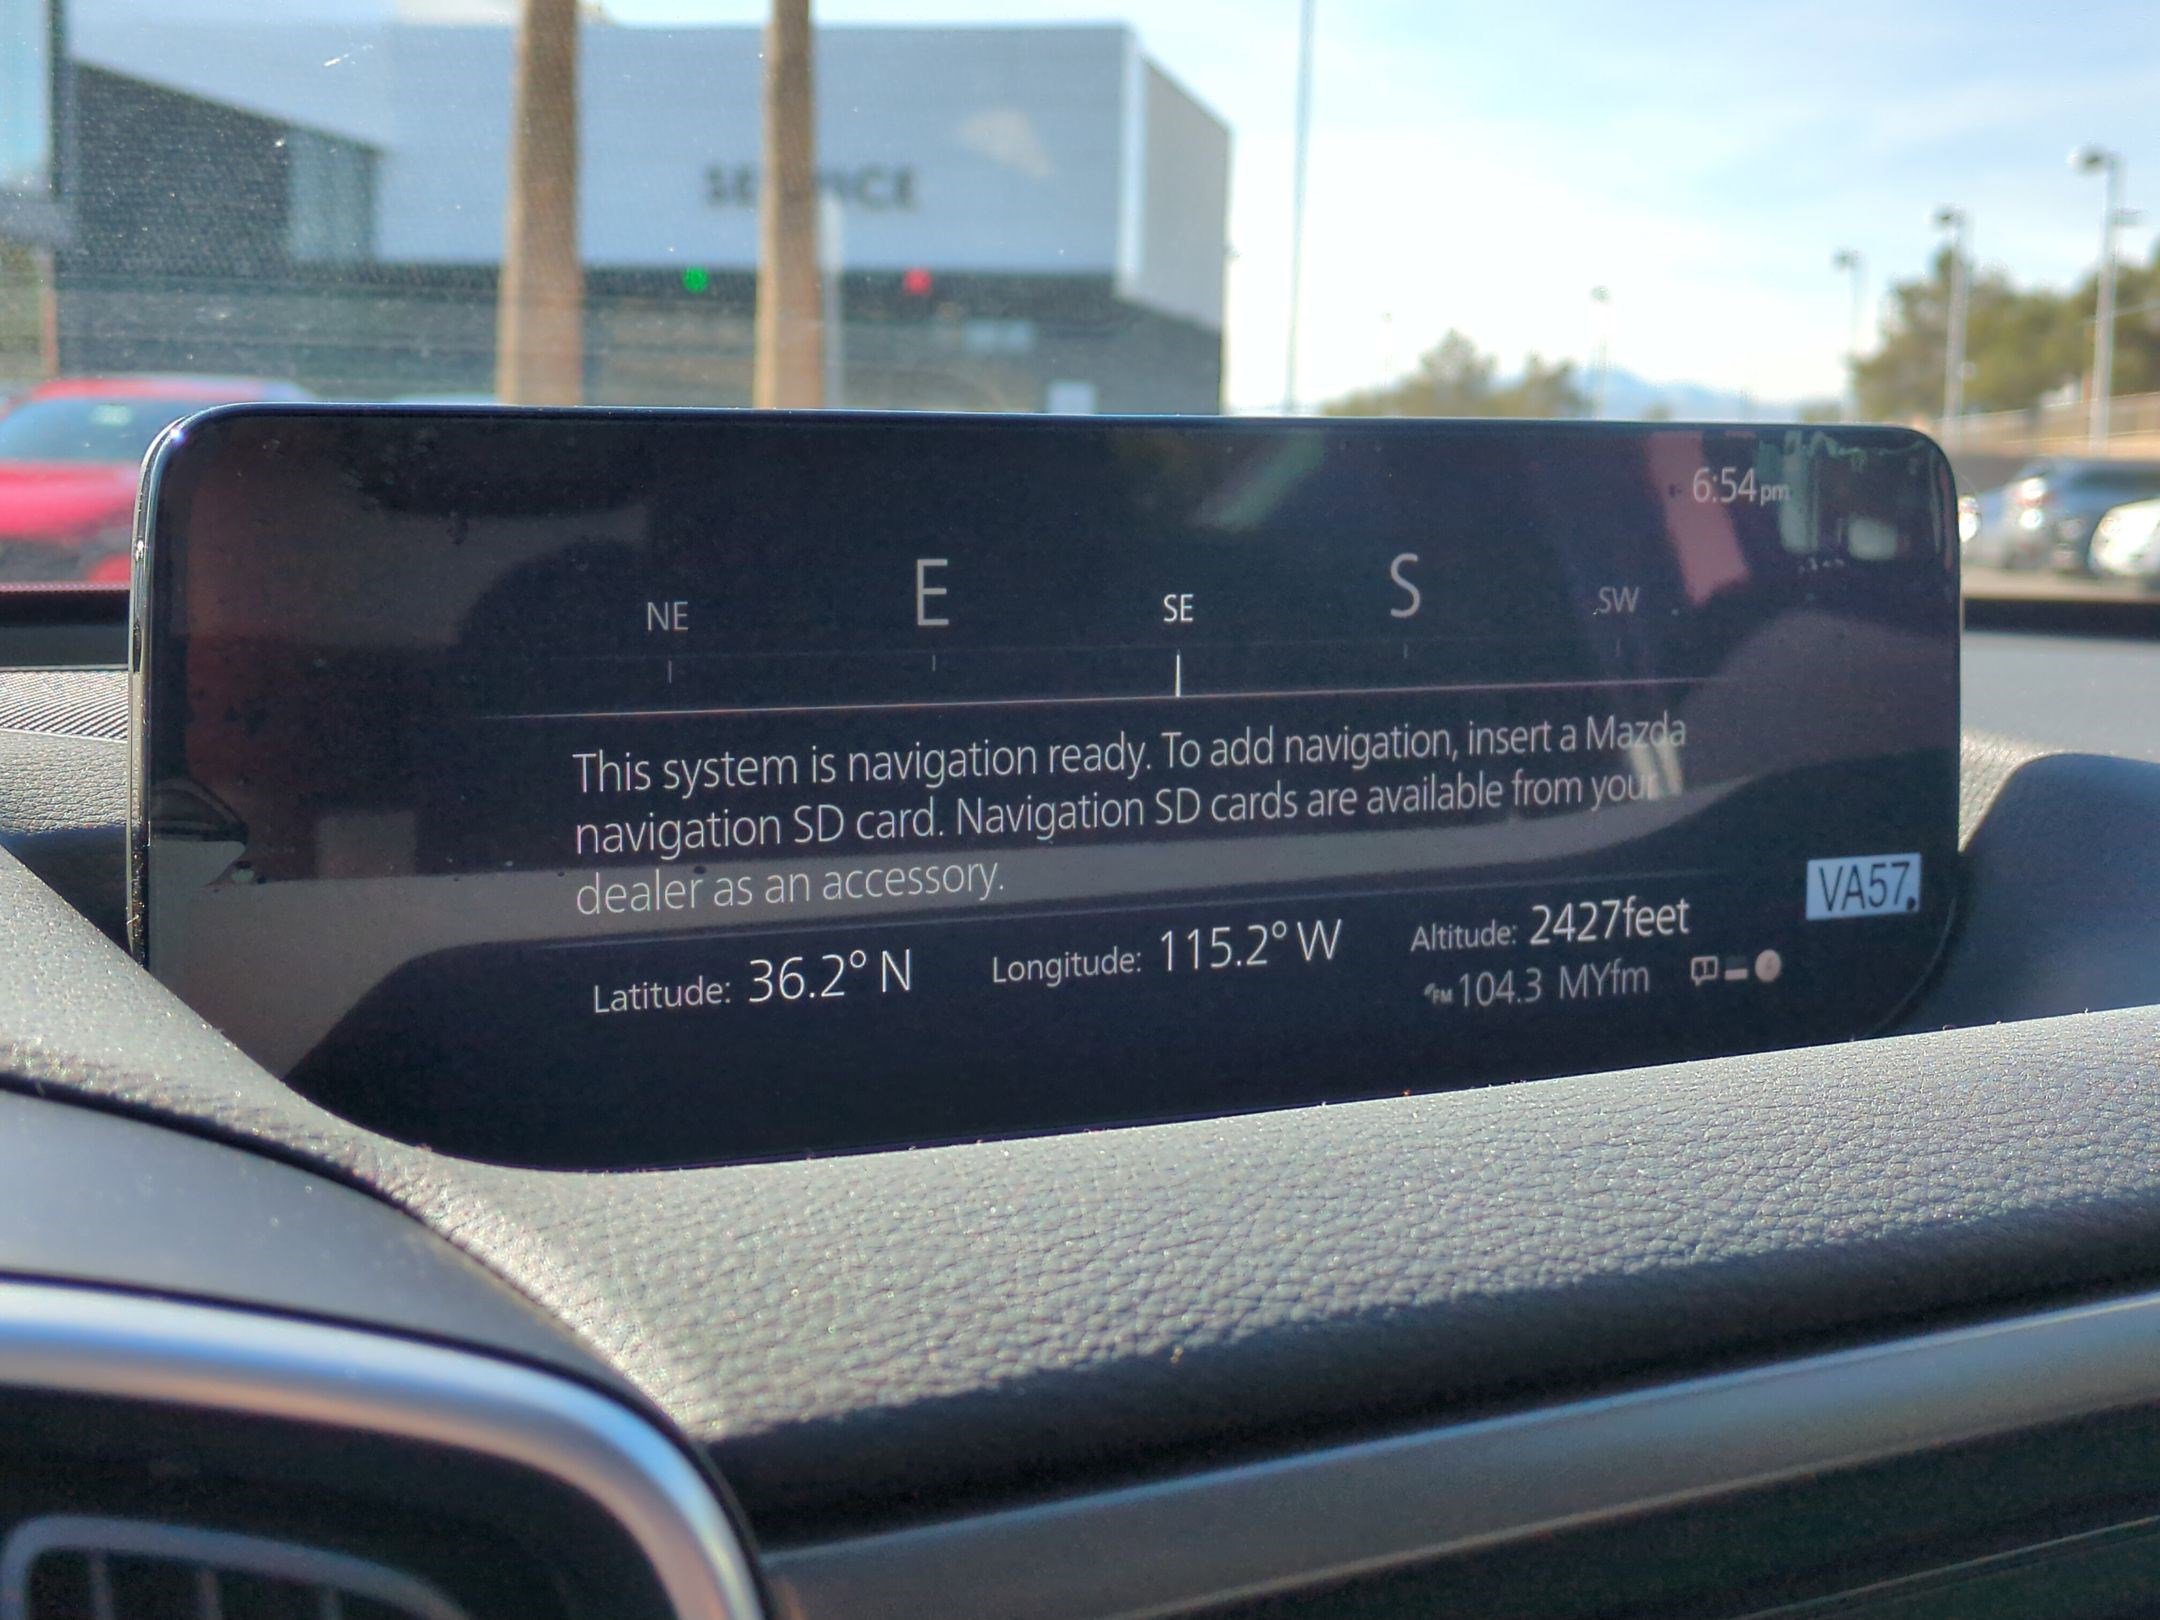 SERVICE
6:54pm
NE E SE S SW
This system is navigation ready. To add navigation, insert a Mazda
navigation SD card. Navigation SD cards are available from your
dealer as an accessory.
VA57
Latitude: 36.2° N Longitude: 115.2° W Altitude: 2427feet
FM 104.3 MYfm